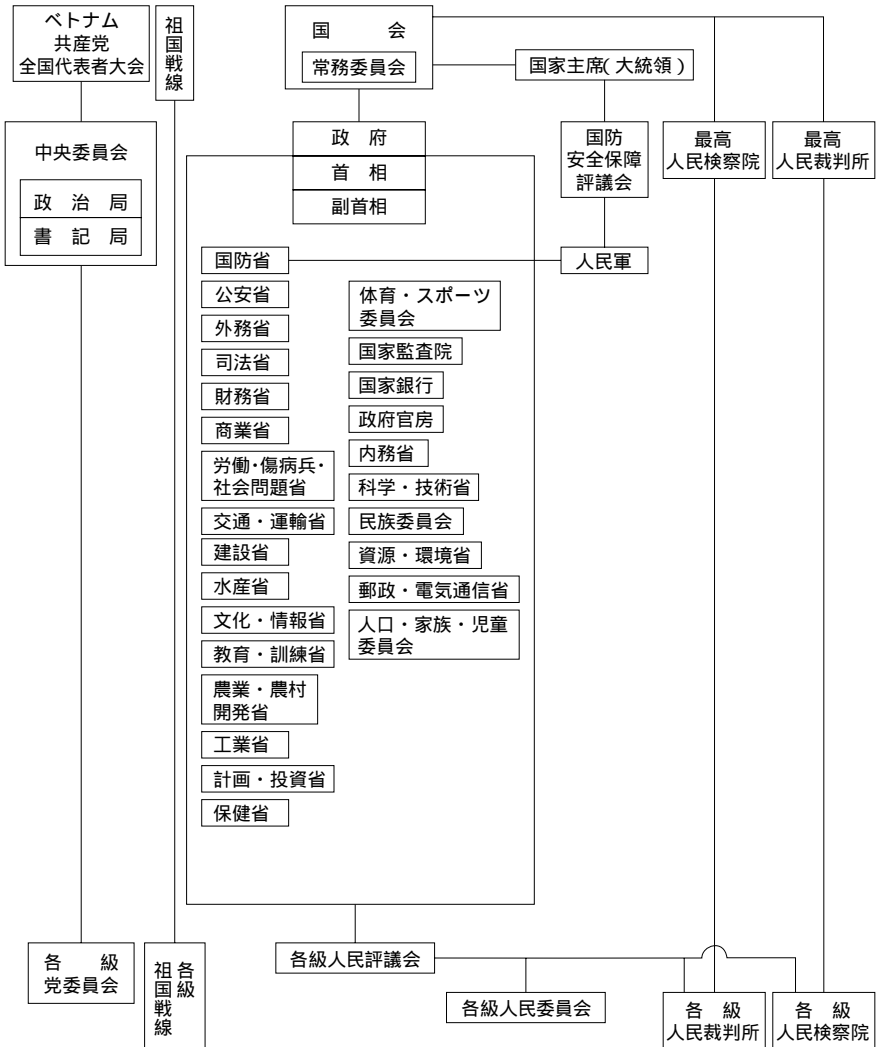 ベトナム
共産党
全国代表者大会
祖国戦線
国　会
常務委員会
国家主席(大統領)
中央委員会
政治局
書記局
政府
首相
副首相
国防
安全保障
評議会
最高
人民検察院
最高
人民裁判所
人民軍
国防省
公安省
外務省
司法省
財務省
商業省
労働・傷病兵・
社会問題省
交通・運輸省
建設省
水産省
文化・情報省
教育・訓練省
農業・農村
開発省
工業省
計画・投資省
保健省
体育・スポーツ
委員会
国家監査院
国家銀行
政府官房
内務省
科学・技術省
民族委員会
資源・環境省
郵政・電気通信省
人口・家族・児童
委員会
各級
党委員会
各級
祖国戦線
各級人民評議会
各級人民委員会
各級
人民裁判所
各級
人民検察院